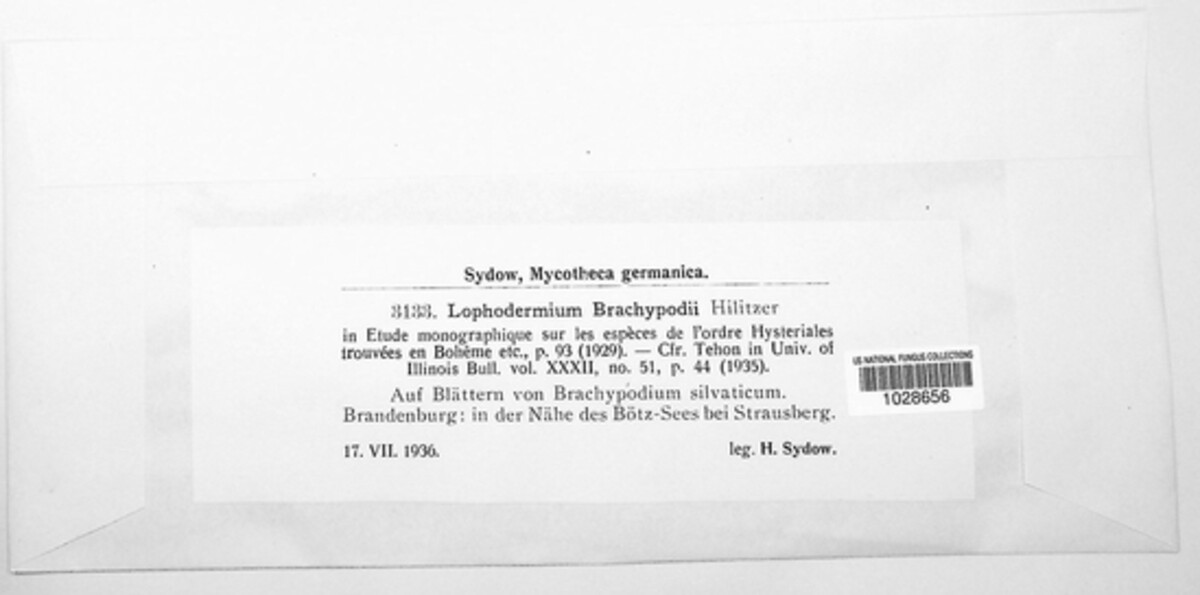 Sydow, Mycotheca germanica.
3133. Lophodermium Brachypodii Hilitzer
in Etude monographique sur les espèces de l'ordre Hysteriales
trouvées en Bohème etc., p. 93 (1929). — Cfr. Tehon in Univ. of
Illinois Bull. vol. XXXII, no. 51, p. 44 (1935).
Auf Blättern von Brachypodium silvaticum.
Brandenburg: in der Nähe des Bötz-Sees bei Strausberg.
17. VII. 1936. leg. H. Sydow.
US NATIONAL FUNGUS COLLECTIONS
1028656